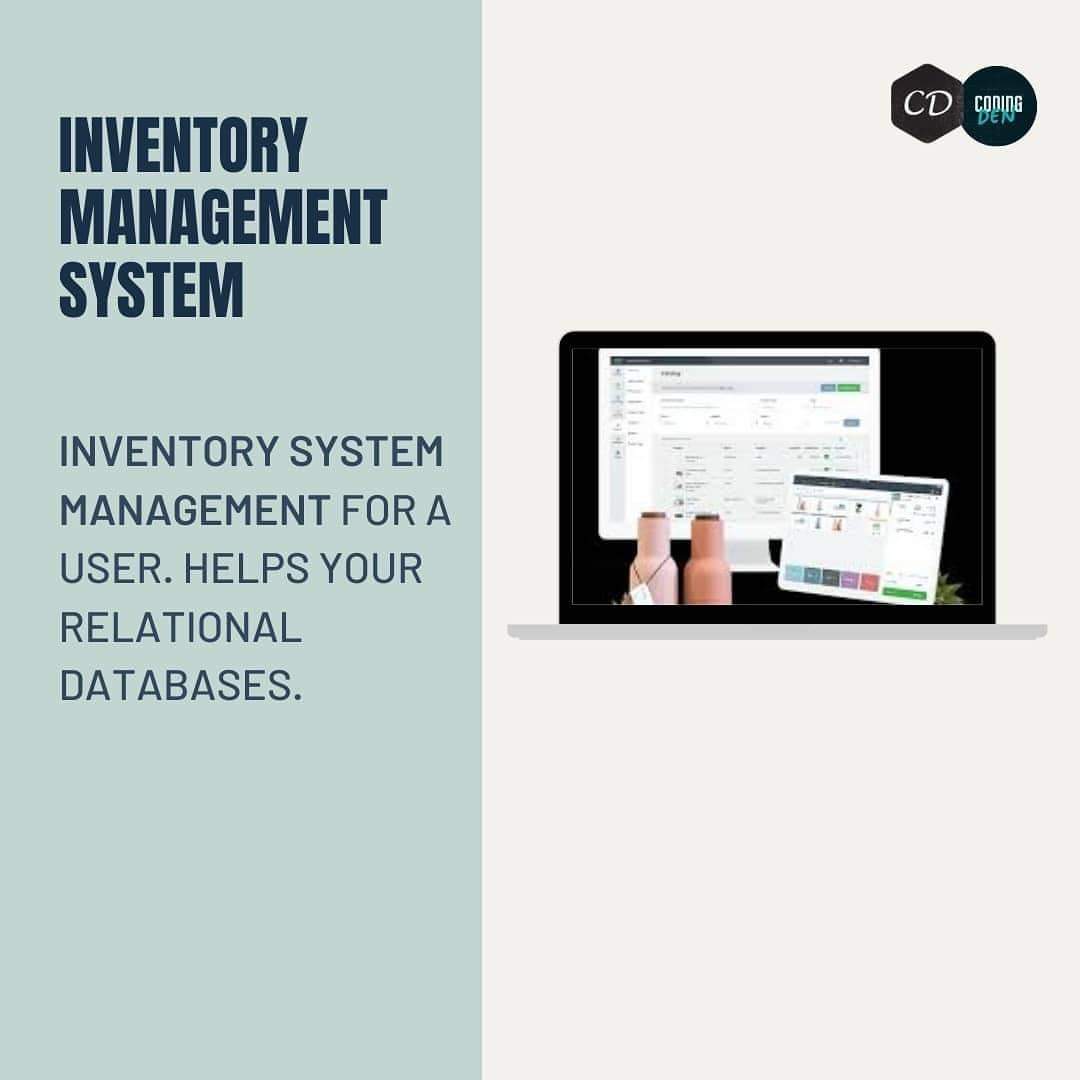 INVENTORY
MANAGEMENT
SYSTEM
INVENTORY SYSTEM
MANAGEMENT FOR A
USER. HELPS YOUR
RELATIONAL
DATABASES.
CD
CODING
DEN